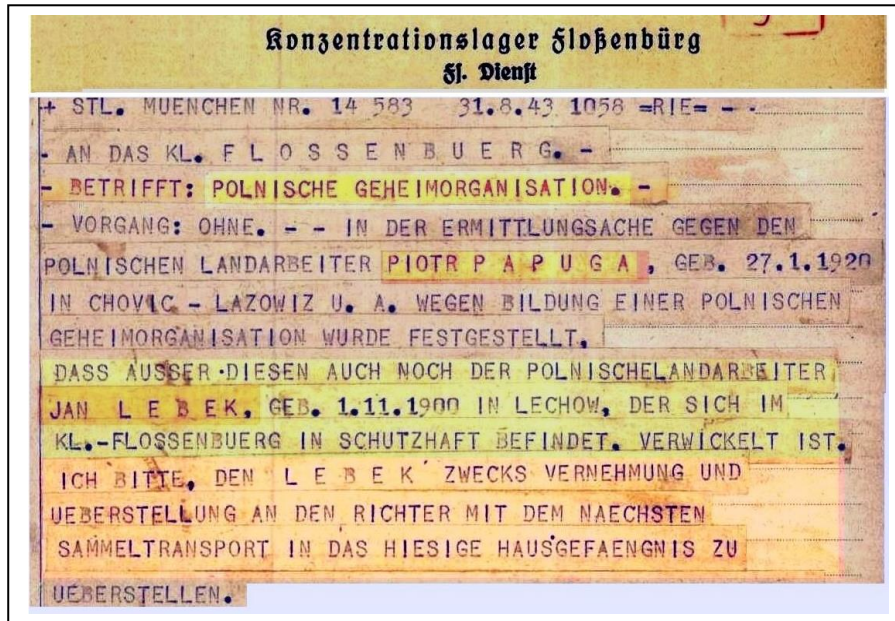 Konzentrationslager Floßenbürg
Fs. Dienst
+ STL. MUENCHEN NR. 14 583 31.8.43 1058 =RIE= - -
- AN DAS KL. F L O S S E N B U E R G. -
- BETRIFFT: POLNISCHE GEHEIMORGANISATION. -
- VORGANG: OHNE. - - IN DER ERMITTLUNGSACHE GEGEN DEN
POLNISCHEN LANDARBEITER PIOTR P A P U G A , GEB. 27.1.1920
IN CHOVIC - LAZOWIZ U. A. WEGEN BILDUNG EINER POLNISCHEN
GEHEIMORGANISATION WURDE FESTGESTELLT,
DASS AUSSER DIESEN AUCH NOCH DER POLNISCHELANDARBEITER
JAN L E B E K, GEB. 1.11.1900 IN LECHOW, DER SICH IM
KL.-FLOSSENBUERG IN SCHUTZHAFT BEFINDET. VERWICKELT IST.
ICH BITTE, DEN L E B E K ZWECKS VERNEHMUNG UND
UEBERSTELLUNG AN DEN RICHTER MIT DEM NAECHSTEN
SAMMELTRANSPORT IN DAS HIESIGE HAUSGEFAENGNIS ZU
UEBERSTELLEN.